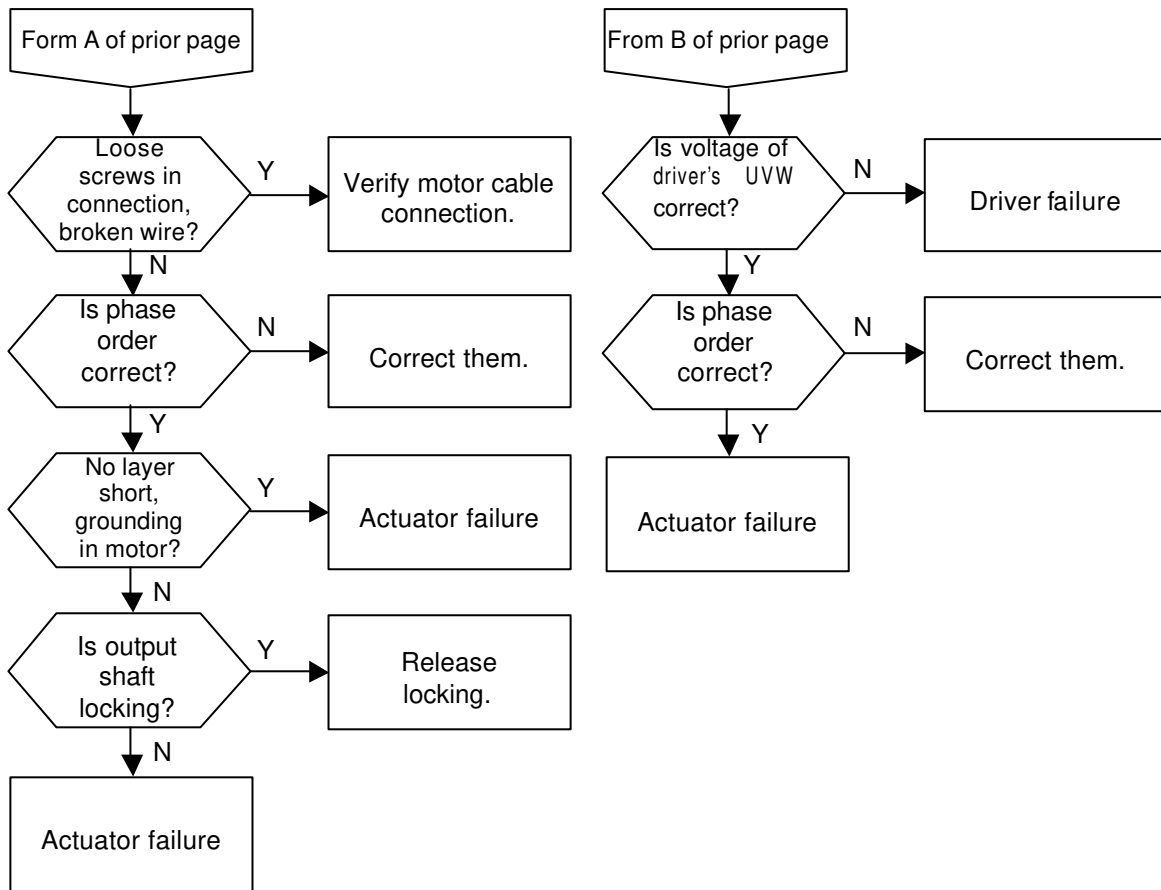 Form A of prior page
Loose
screws in
connection,
broken wire?
Y
Verify motor cable
connection.
N
Is phase
order
correct?
N
Correct them.
Y
No layer
short,
grounding
in motor?
Y
Actuator failure
N
Is output
shaft
locking?
Y
Release
locking.
N
Actuator failure
From B of prior page
Is voltage of
driver's UVW
correct?
N
Driver failure
Y
Is phase
order
correct?
N
Correct them.
Y
Actuator failure